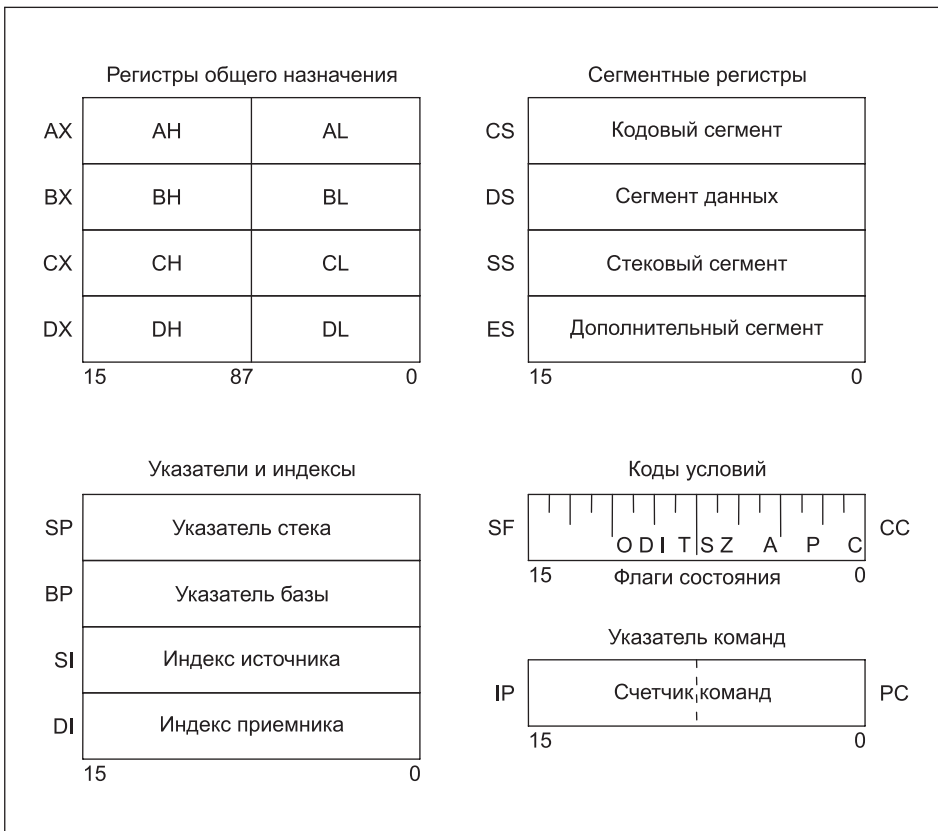 Регистры общего назначения
AX AH AL
BX BH BL
CX CH CL
DX DH DL
15 87 0
Сегментные регистры
CS Кодовый сегмент
DS Сегмент данных
SS Стековый сегмент
ES Дополнительный сегмент
15 0
Указатели и индексы
SP Указатель стека
BP Указатель базы
SI Индекс источника
DI Индекс приемника
15 0
Коды условий
SF O D I T S Z A P C CC
15 Флаги состояния 0
Указатель команд
IP Счетчик команд PC
15 0